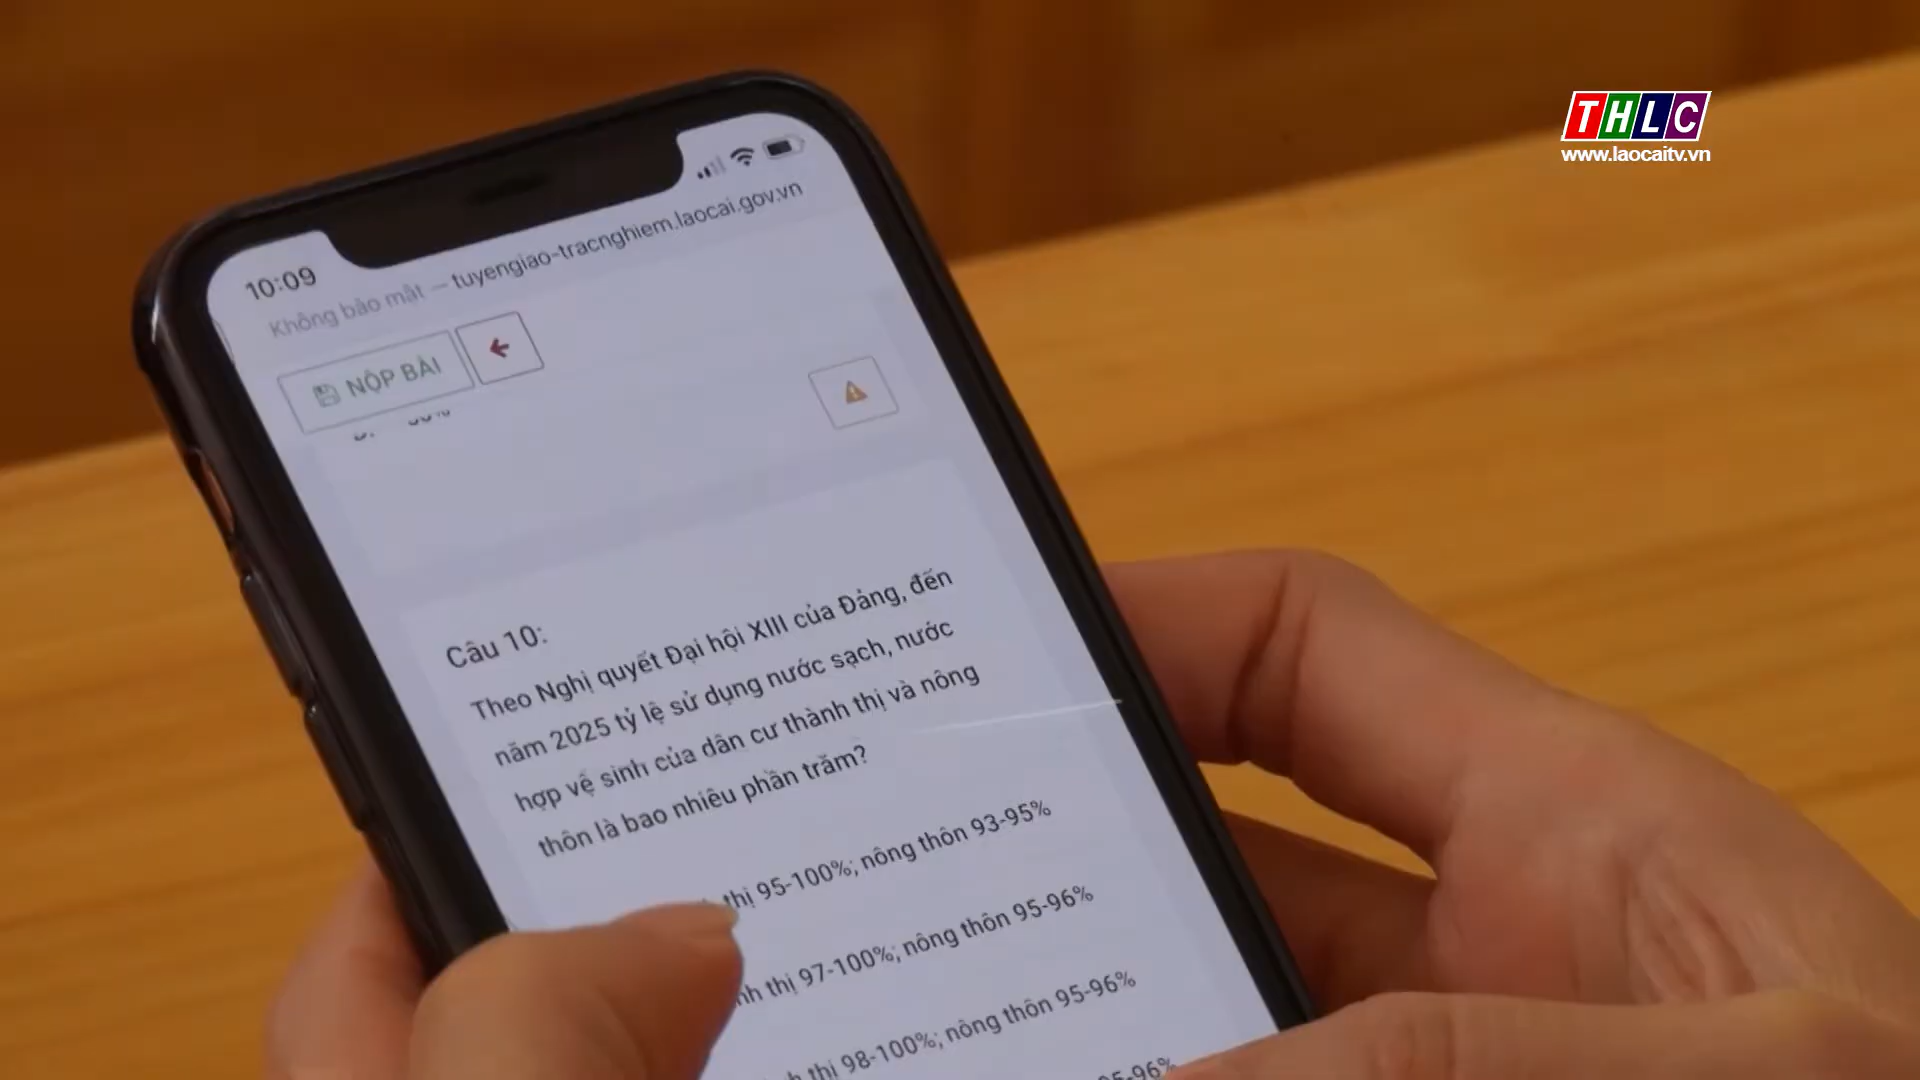 THLC
www.laocaitv.vn
10:09
Không bảo mật — tuyengiao-tracnghiem.laocai.gov.vn
NỘP BÀI
Câu 10:
Theo Nghị quyết Đại hội XIII của Đảng, đến
năm 2025 tỷ lệ sử dụng nước sạch, nước
hợp vệ sinh của dân cư thành thị và nông
thôn là bao nhiêu phần trăm?
thị 95-100%; nông thôn 93-95%
thị 97-100%; nông thôn 95-96%
thị 98-100%; nông thôn 95-96%